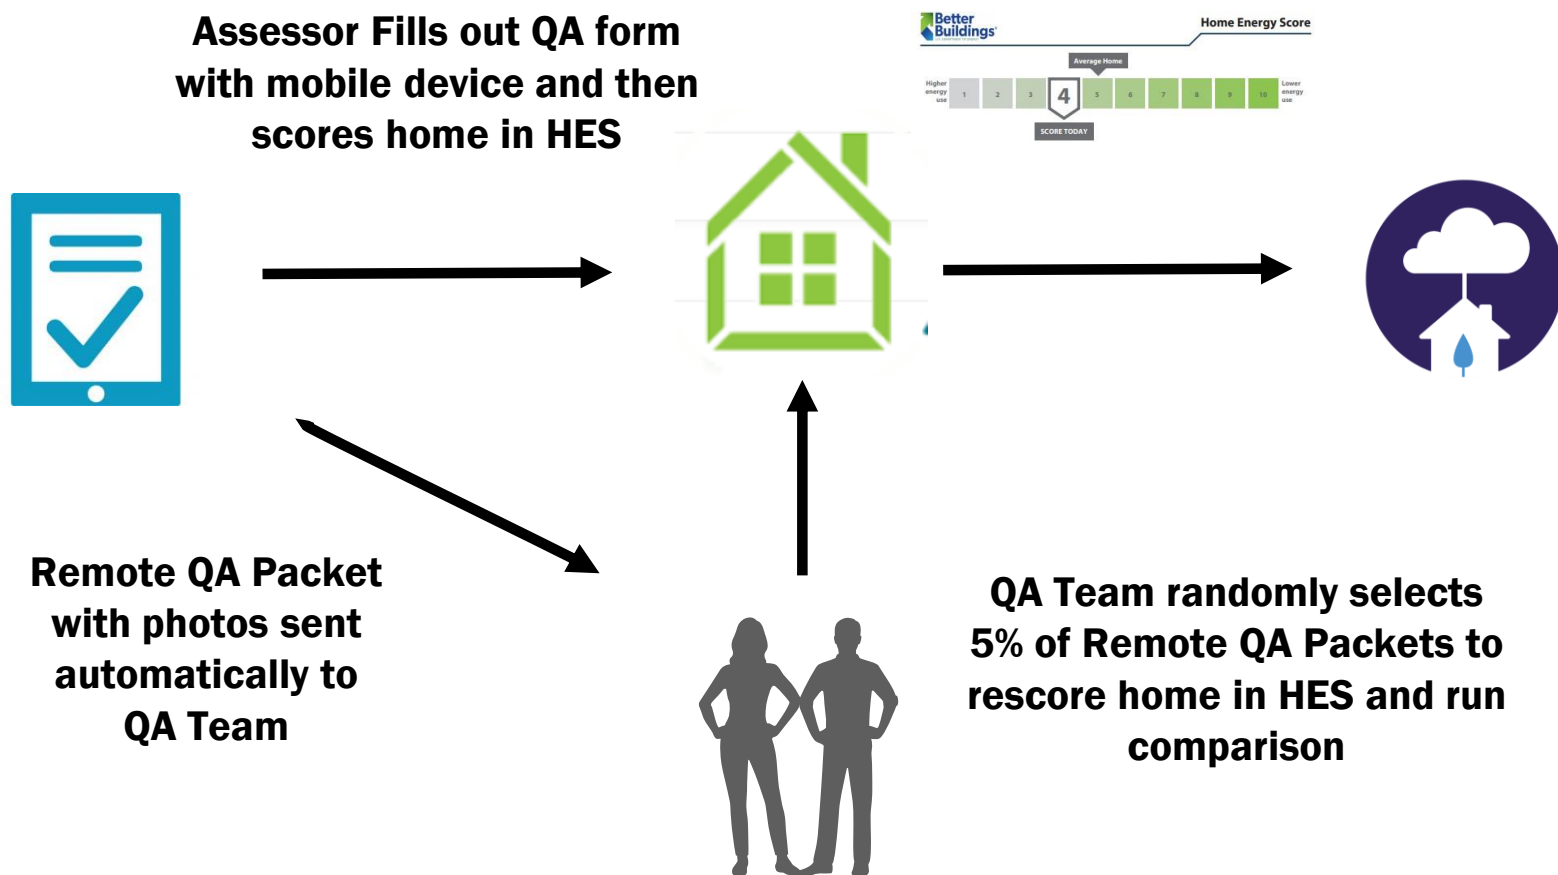 Assessor Fills out QA form
with mobile device and then
scores home in HES
Better
Buildings
Home Energy Score
Average Home
Higher
energy
use
1 2 3 4 5 6 7 8 9 10
Lower
energy
use
SCORE TODAY
Remote QA Packet
with photos sent
automatically to
QA Team
QA Team randomly selects
5% of Remote QA Packets to
rescore home in HES and run
comparison